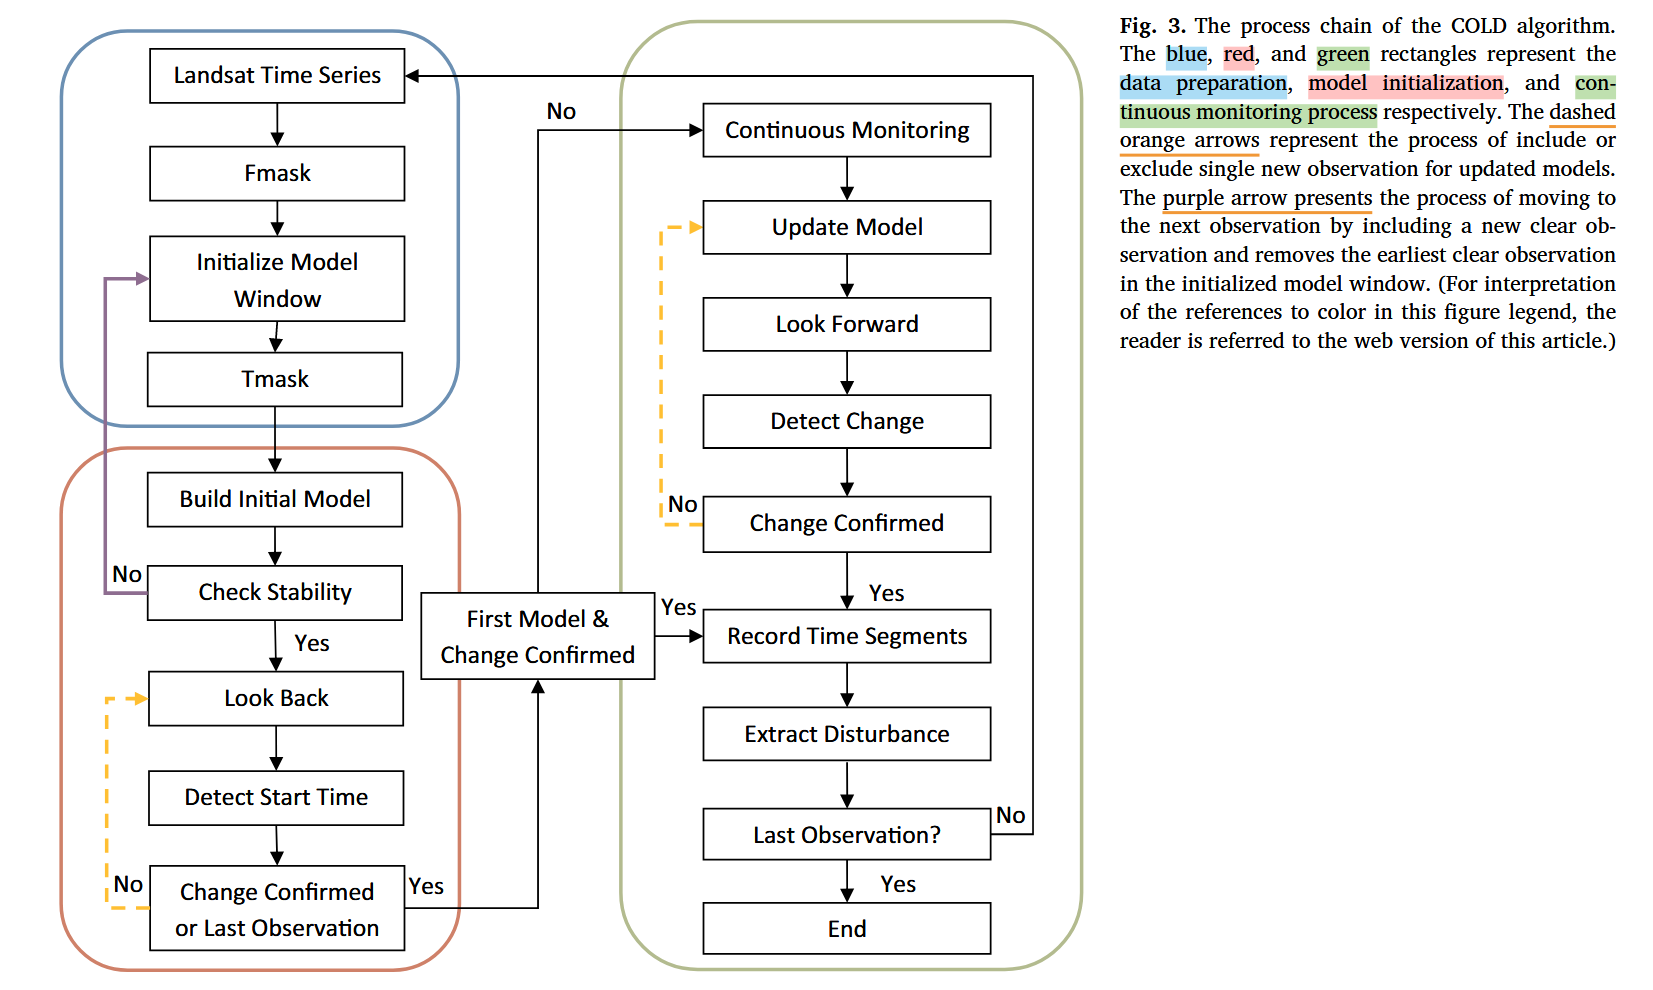 Landsat Time Series
Fmask
Initialize Model
Window
Tmask
Build Initial Model
Check Stability
No
Yes
Look Back
Detect Start Time
Change Confirmed
or Last Observation
No
Yes
First Model &
Change Confirmed
No
Yes
Continuous Monitoring
Update Model
Look Forward
Detect Change
Change Confirmed
No
Yes
Record Time Segments
Extract Disturbance
Last Observation?
No
Yes
End
Fig. 3. The process chain of the COLD algorithm.
The blue, red, and green rectangles represent the
data preparation, model initialization, and con-
tinuous monitoring process respectively. The dashed
orange arrows represent the process of include or
exclude single new observation for updated models.
The purple arrow presents the process of moving to
the next observation by including a new clear ob-
servation and removes the earliest clear observation
in the initialized model window. (For interpretation
of the references to color in this figure legend, the
reader is referred to the web version of this article.)